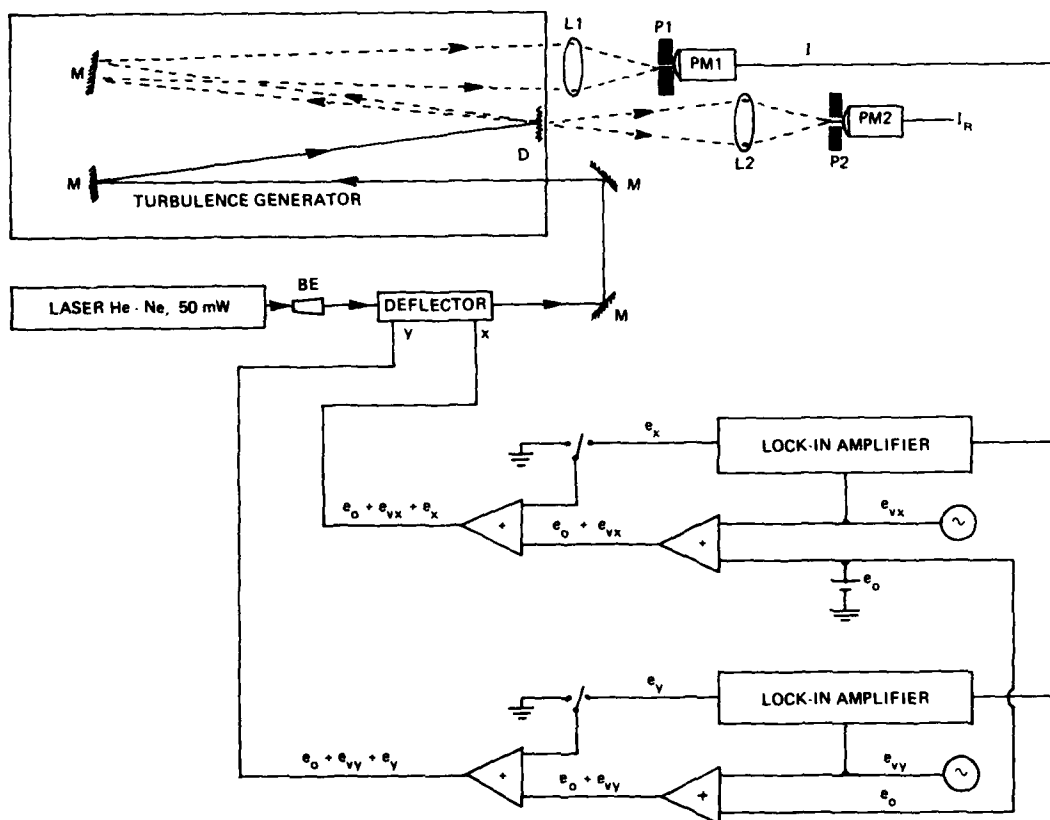 L1
P1
PM1
I
M
PM2
I_R
D
L2
P2
M
M
TURBULENCE GENERATOR
BE
LASER He - Ne, 50 mW
DEFLECTOR
M
y
x
e_x
LOCK-IN AMPLIFIER
e_o + e_vx + e_x
+
e_o + e_vx
+
e_vx
~
e_o
e_y
LOCK-IN AMPLIFIER
e_o + e_vy + e_y
+
e_o + e_vy
+
e_vy
~
e_o